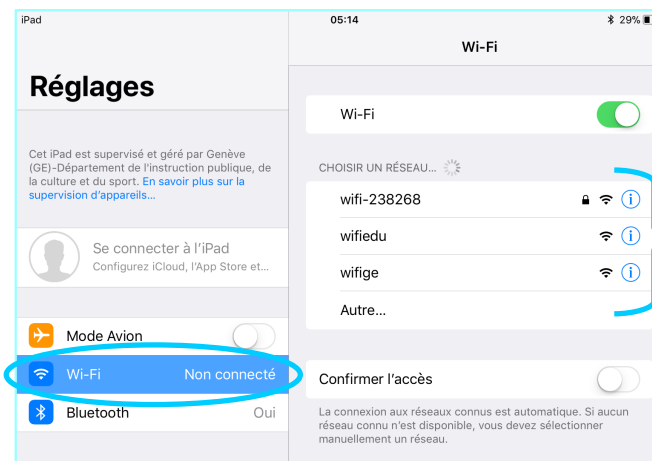 iPad 05:14 29%
Wi-Fi
Réglages
Cet iPad est supervisé et géré par Genève
(GE)-Département de l'instruction publique, de
la culture et du sport. En savoir plus sur la
supervision d'appareils...
Se connecter à l'iPad
Configurez iCloud, l'App Store et...
Mode Avion
Wi-Fi Non connecté
Bluetooth Oui
Wi-Fi
CHOISIR UN RÉSEAU...
wifi-238268
wifiedu
wifige
Autre...
Confirmer l'accès
La connexion aux réseaux connus est automatique. Si aucun
réseau connu n'est disponible, vous devez sélectionner
manuellement un réseau.